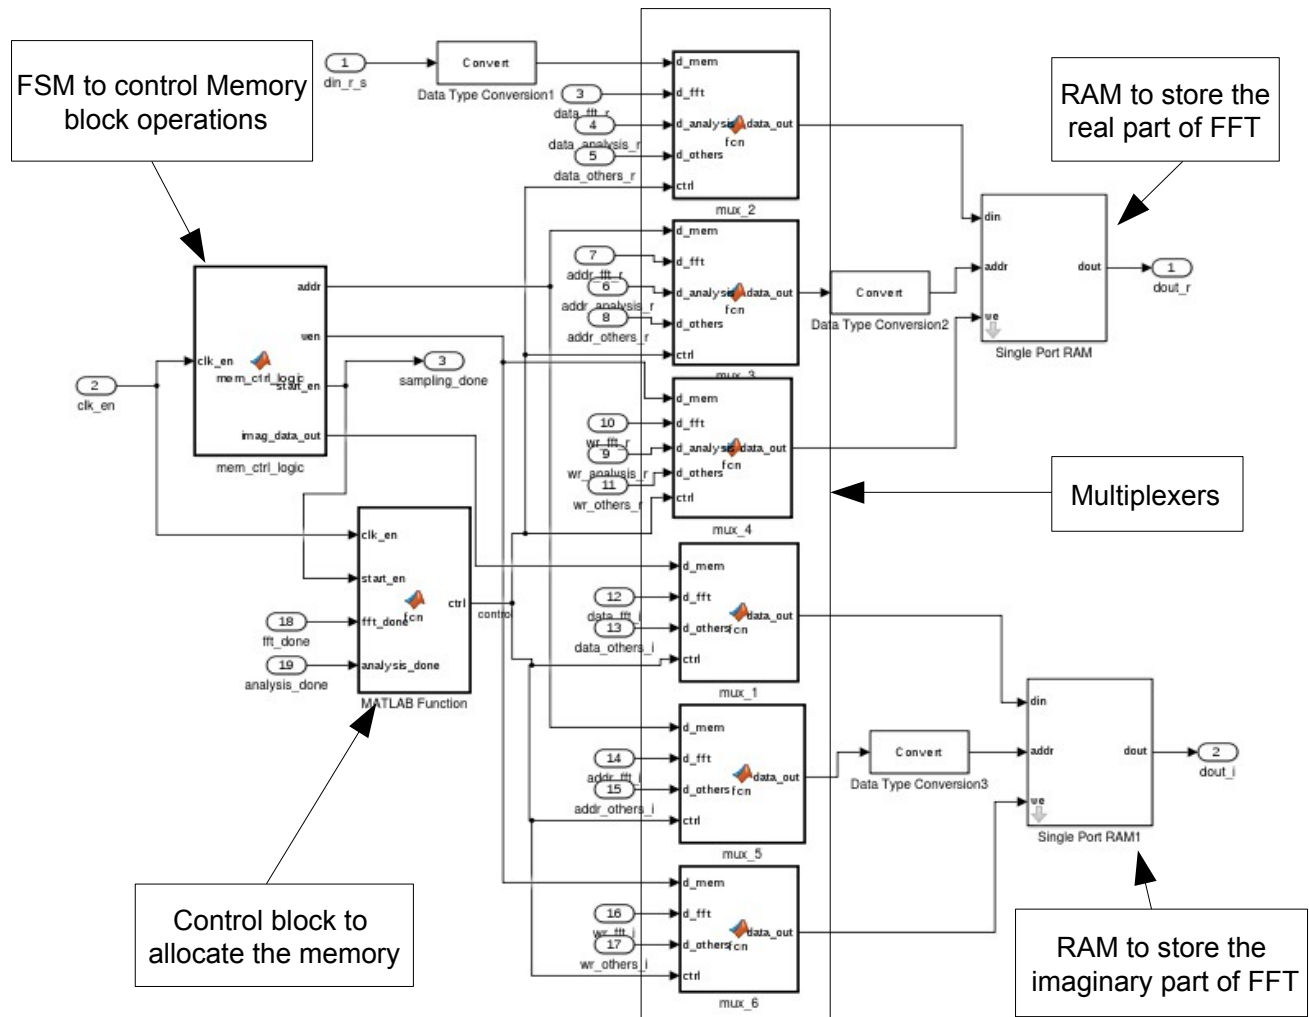 FSM to control Memory
block operations
1
din_r_s
Convert
Data Type Conversion1
3
data_fft_r
4
data_analysis_r
5
data_others_r
d_mem
d_fft
d_analysis
data_out
fcn
d_others
ctrl
mux_2
RAM to store the
real part of FFT
din
addr
dout
we
Single Port RAM
1
dout_r
7
addr_fft_r
6
addr_analysis_r
8
addr_others_r
d_mem
d_fft
d_analysis
data_out
fcn
d_others
ctrl
mux_3
Convert
Data Type Conversion2
2
clk_en
clk_en
addr
wen
mem_ctrl_logic
start_en
imag_data_out
mem_ctrl_logic
3
sampling_done
10
wr_fft_r
9
wr_analysis_r
11
wr_others_r
d_mem
d_fft
d_analysis
data_out
fcn
d_others
ctrl
mux_4
Multiplexers
clk_en
start_en
fft_done
fcn
ctrl
analysis_done
MATLAB Function
control
18
fft_done
19
analysis_done
12
data_fft_i
13
data_others_i
d_mem
d_fft
data_out
d_others
fcn
ctrl
mux_1
14
addr_fft_i
15
addr_others_i
d_mem
d_fft
data_out
d_others
fcn
ctrl
mux_5
Convert
Data Type Conversion3
din
addr
dout
we
Single Port RAM1
2
dout_i
16
wr_fft_i
17
wr_others_i
d_mem
d_fft
data_out
d_others
fcn
ctrl
mux_6
Control block to
allocate the memory
RAM to store the
imaginary part of FFT